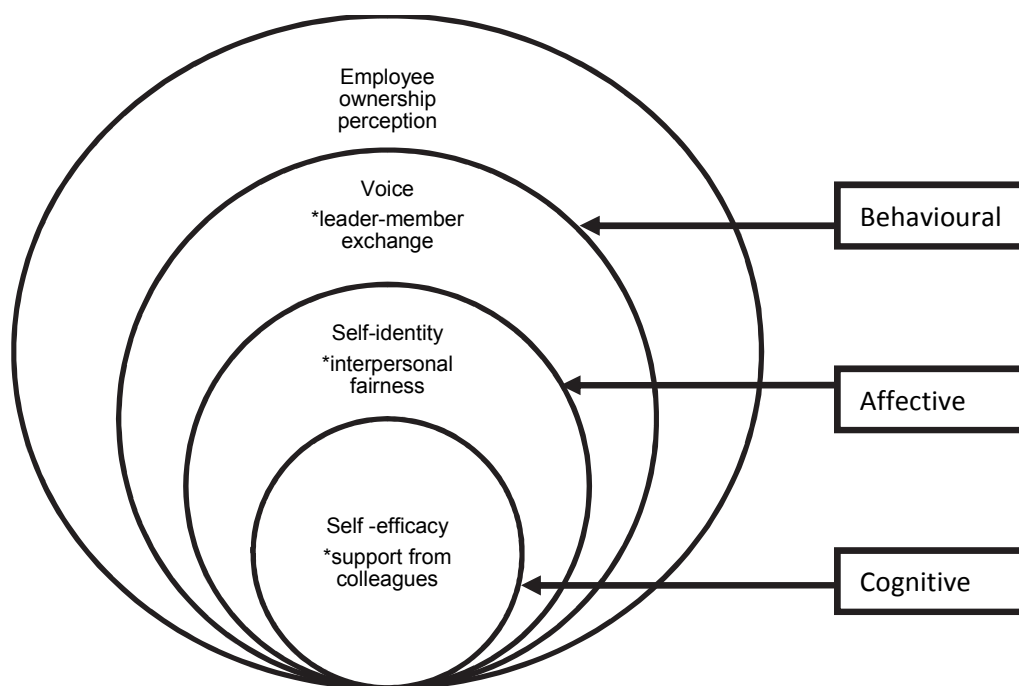 Employee
ownership
perception
Voice
*leader-member
exchange
Behavioural
Self-identity
*interpersonal
fairness
Affective
Self -efficacy
*support from
colleagues
Cognitive